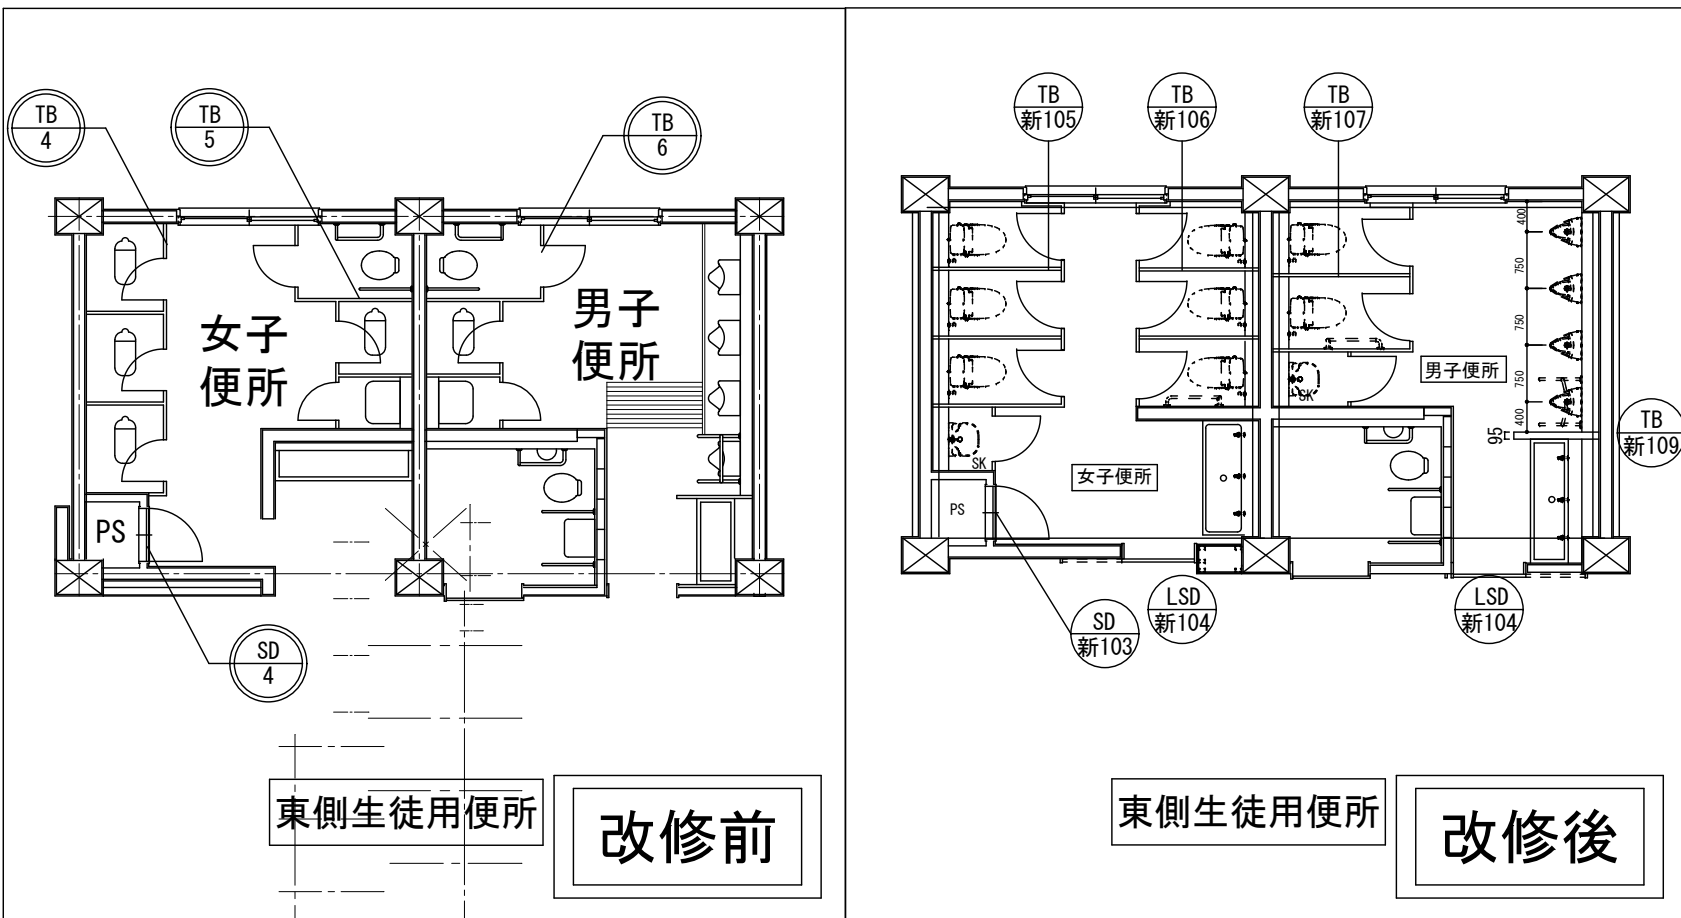 TB
4
TB
5
TB
6
女子
便所
男子
便所
PS
SD
4
東側生徒用便所
改修前
TB
新105
TB
新106
TB
新107
400
750
750
750
400
95
男子便所
SK
TB
新109
SK
女子便所
PS
LSD
新104
LSD
新104
SD
新103
東側生徒用便所
改修後